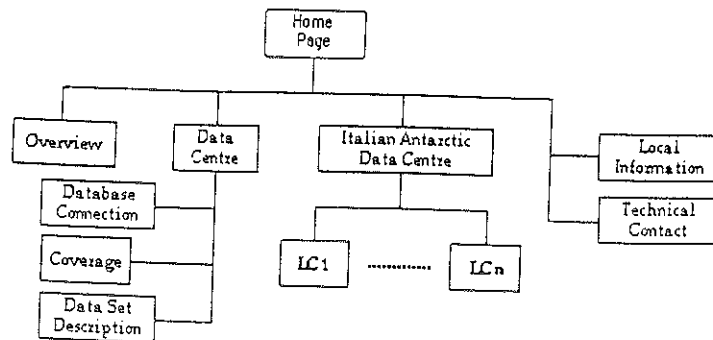 Home
Page
Overview
Data
Centre
Italian Antarctic
Data Centre
Local
Information
Database
Connection
Technical
Contact
Coverage
LC1
LCn
Data Set
Description